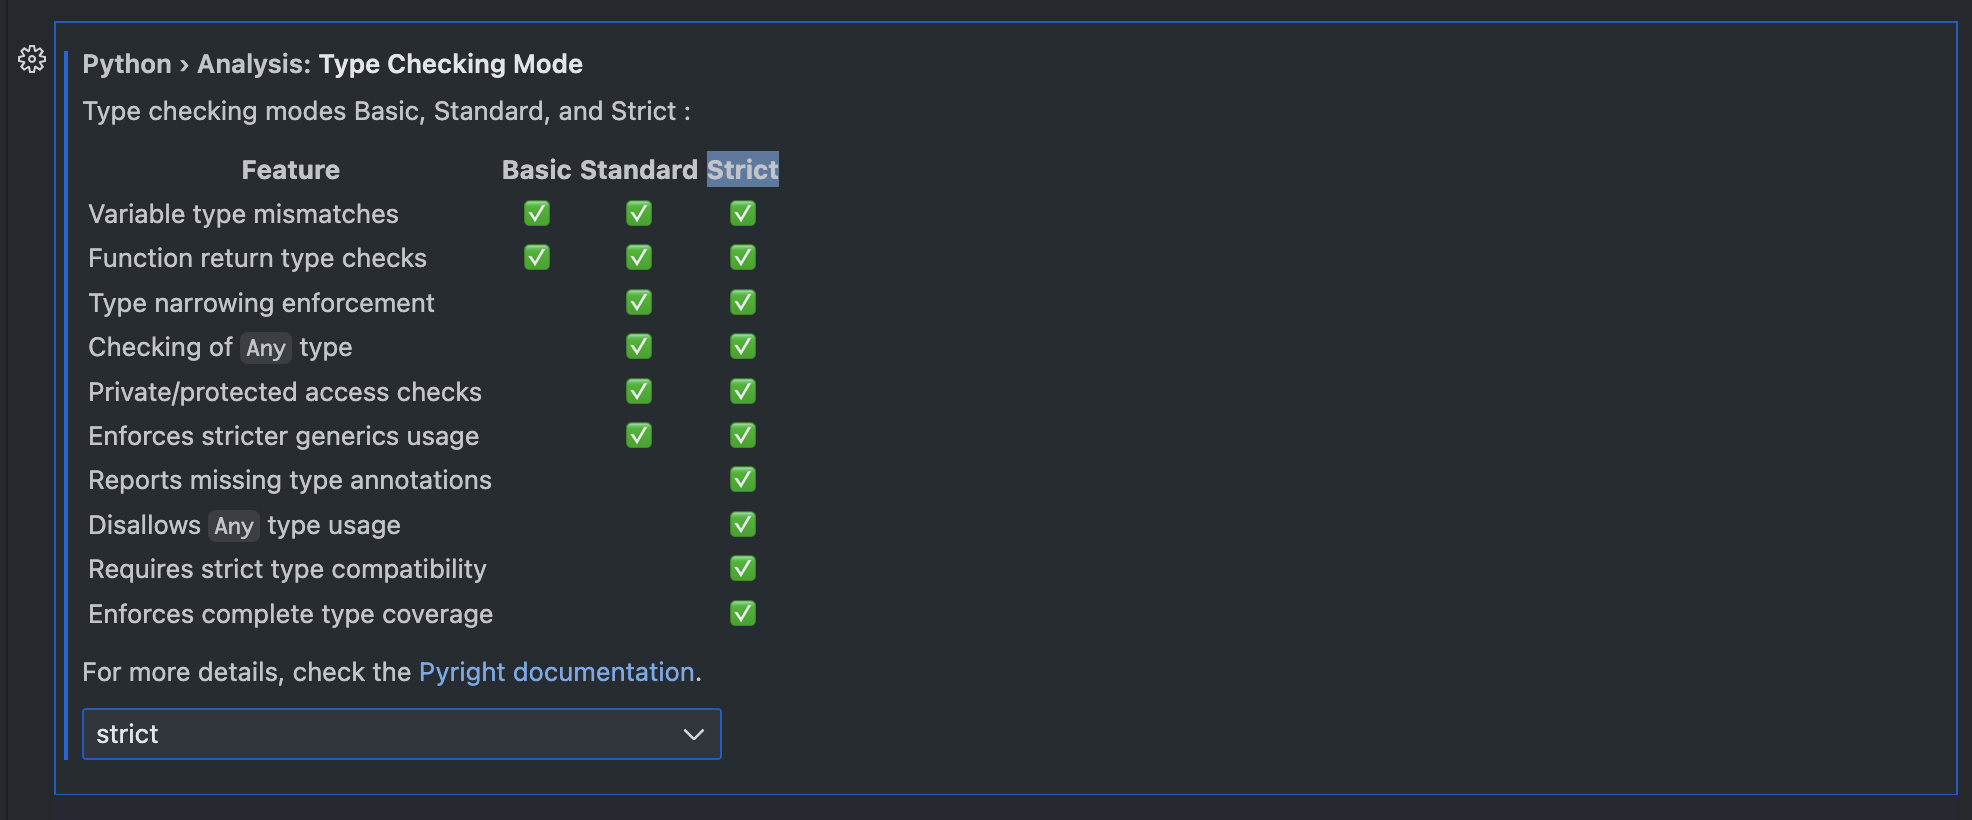 Python › Analysis: Type Checking Mode
Type checking modes Basic, Standard, and Strict :
Feature Basic Standard Strict
Variable type mismatches ✅ ✅ ✅
Function return type checks ✅ ✅ ✅
Type narrowing enforcement ✅ ✅
Checking of Any type ✅ ✅
Private/protected access checks ✅ ✅
Enforces stricter generics usage ✅ ✅
Reports missing type annotations ✅
Disallows Any type usage ✅
Requires strict type compatibility ✅
Enforces complete type coverage ✅
For more details, check the Pyright documentation.
strict